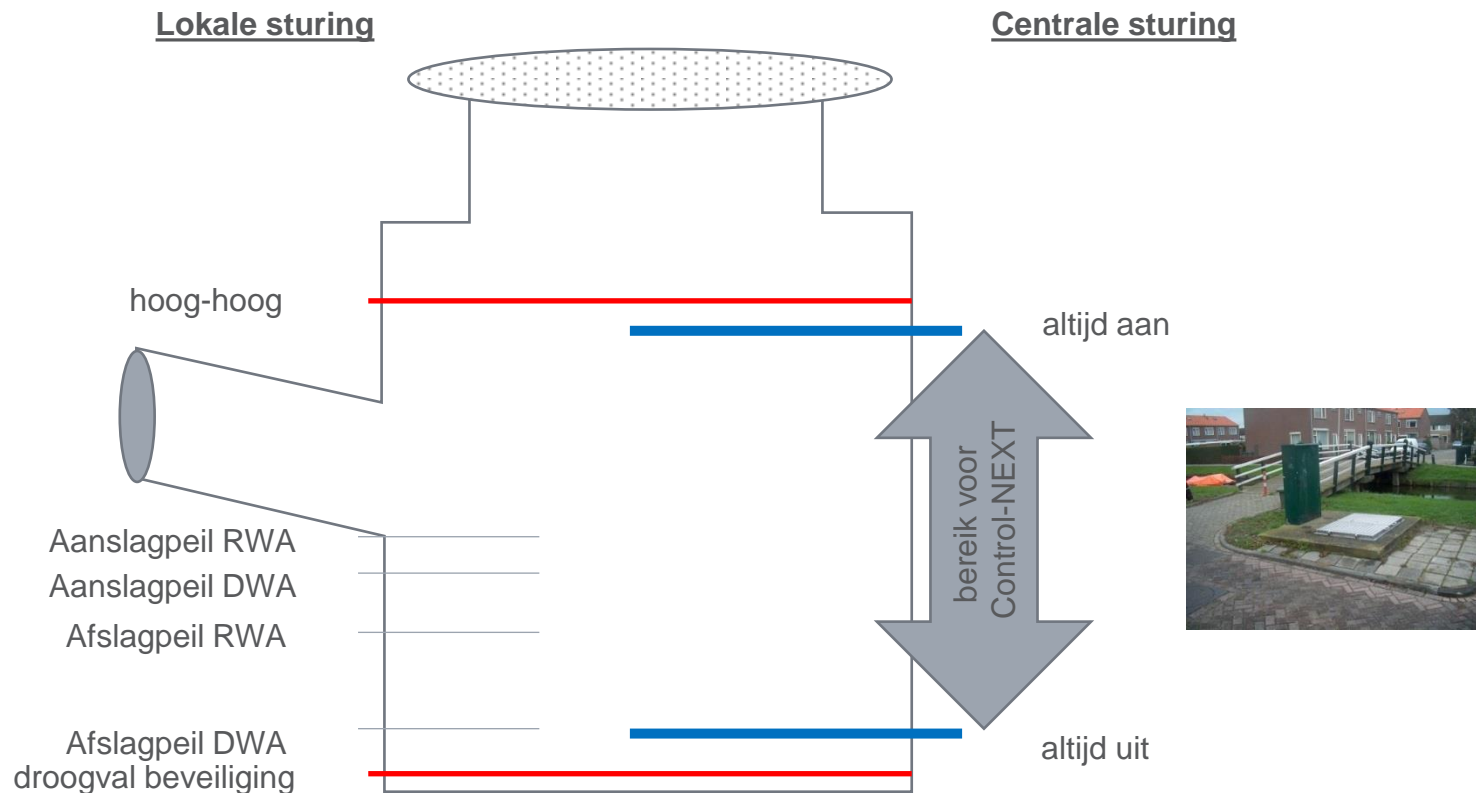 Lokale sturing
Centrale sturing
hoog-hoog
altijd aan
bereik voor
Control-NEXT
Aanslagpeil RWA
Aanslagpeil DWA
Afslagpeil RWA
Afslagpeil DWA
droogval beveiliging
altijd uit